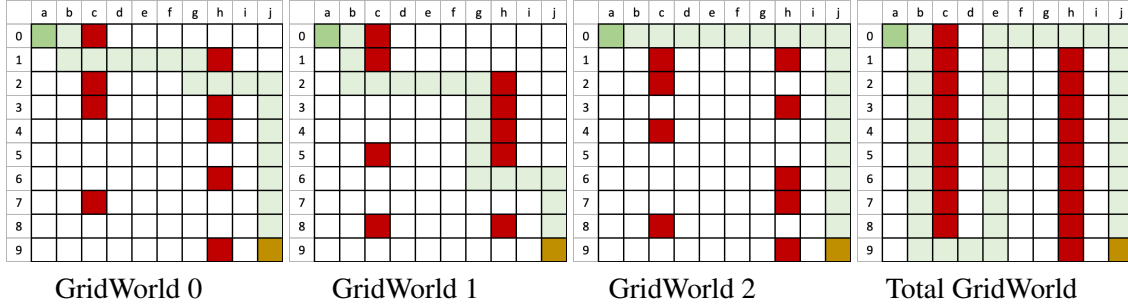 a b c d e f g h i j a b c d e f g h i j a b c d e f g h i j a b c d e f g h i j
0 0 0 0
1 1 1 1
2 2 2 2
3 3 3 3
4 4 4 4
5 5 5 5
6 6 6 6
7 7 7 7
8 8 8 8
9 9 9 9
GridWorld 0 GridWorld 1 GridWorld 2 Total GridWorld